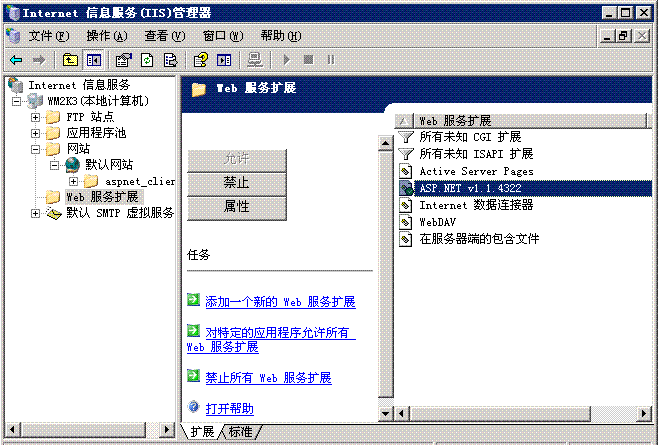 Internet 信息服务(IIS)管理器
文件(F) 操作(A) 查看(V) 窗口(W) 帮助(H)
Internet 信息服务
WM2K3(本地计算机)
FTP 站点
应用程序池
网站
默认网站
aspnet_clien
Web 服务扩展
默认 SMTP 虚拟服务
Web 服务扩展
允许
禁止
属性
任务
添加一个新的 Web 服务扩展
对特定的应用程序允许所有
Web 服务扩展
禁止所有 Web 服务扩展
打开帮助
Web 服务扩展
所有未知 CGI 扩展
所有未知 ISAPI 扩展
Active Server Pages
ASP.NET v1.1.4322
Internet 数据连接器
WebDAV
在服务器端的包含文件
扩展 标准